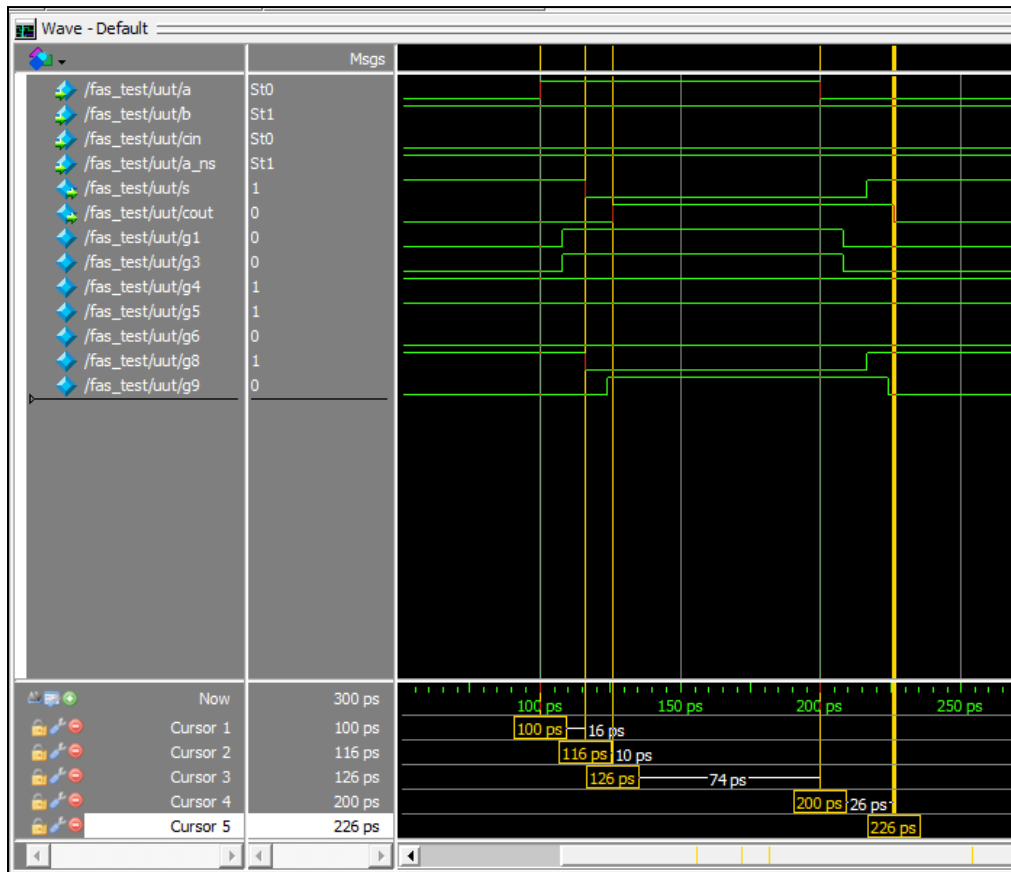 Wave - Default
Msgs
/fas_test/uut/a St0
/fas_test/uut/b St1
/fas_test/uut/cin St0
/fas_test/uut/a_ns St1
/fas_test/uut/s 1
/fas_test/uut/cout 0
/fas_test/uut/g1 0
/fas_test/uut/g3 0
/fas_test/uut/g4 1
/fas_test/uut/g5 1
/fas_test/uut/g6 0
/fas_test/uut/g8 1
/fas_test/uut/g9 0
Now 300 ps 100 ps 150 ps 200 ps 250 ps
Cursor 1 100 ps 100 ps 16 ps
Cursor 2 116 ps 116 ps 10 ps
Cursor 3 126 ps 126 ps 74 ps
Cursor 4 200 ps 200 ps 26 ps
Cursor 5 226 ps 226 ps